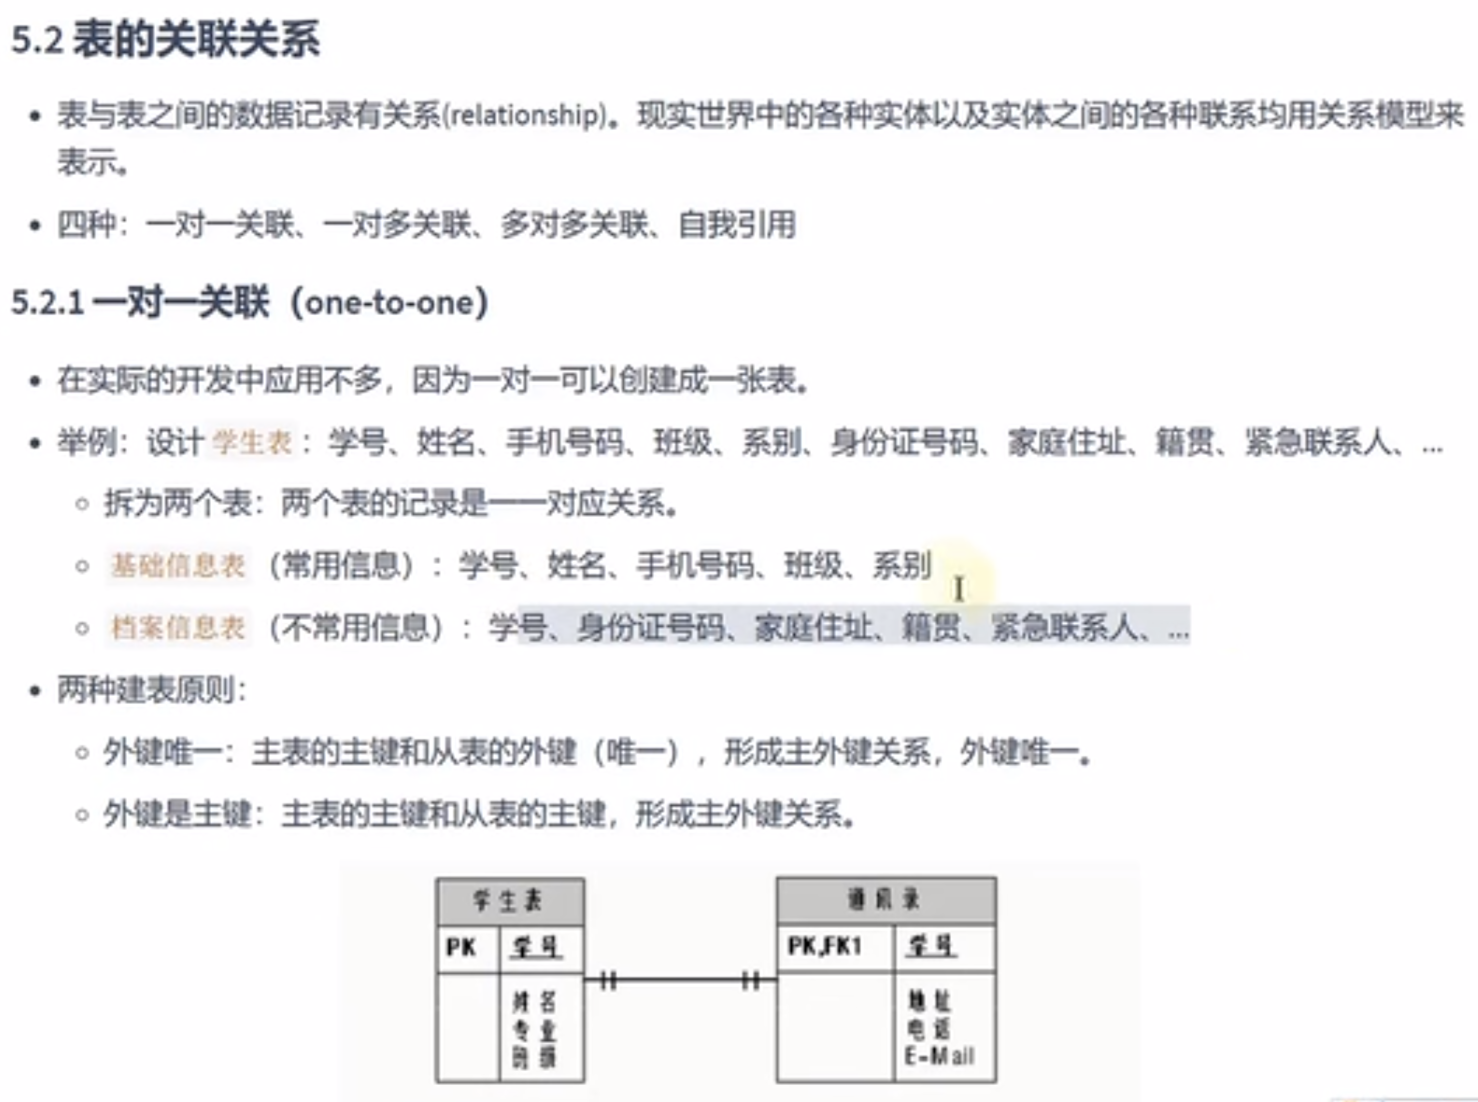 5.2 表的关联关系
• 表与表之间的数据记录有关系(relationship)。现实世界中的各种实体以及实体之间的各种联系均用关系模型来
表示。
• 四种：一对一关联、一对多关联、多对多关联、自我引用
5.2.1 一对一关联（one-to-one）
• 在实际的开发中应用不多，因为一对一可以创建成一张表。
• 举例：设计 学生表 ：学号、姓名、手机号码、班级、系别、身份证号码、家庭住址、籍贯、紧急联系人、...
◦ 拆为两个表：两个表的记录是一一对应关系。
◦ 基础信息表 （常用信息）：学号、姓名、手机号码、班级、系别
◦ 档案信息表 （不常用信息）：学号、身份证号码、家庭住址、籍贯、紧急联系人、...
• 两种建表原则：
◦ 外键唯一：主表的主键和从表的外键（唯一），形成主外键关系，外键唯一。
◦ 外键是主键：主表的主键和从表的主键，形成主外键关系。
学生表
PK 学号
姓名
专业
班级
通讯录
PK,FK1 学号
地址
电话
E-Mail